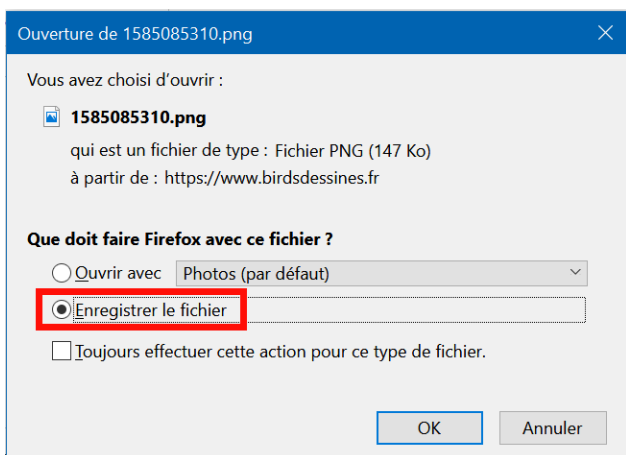 Ouverture de 1585085310.png
Vous avez choisi d'ouvrir :
1585085310.png
qui est un fichier de type : Fichier PNG (147 Ko)
à partir de : https://www.birdsdessines.fr
Que doit faire Firefox avec ce fichier ?
Ouvrir avec Photos (par défaut)
Enregistrer le fichier
Toujours effectuer cette action pour ce type de fichier.
OK Annuler